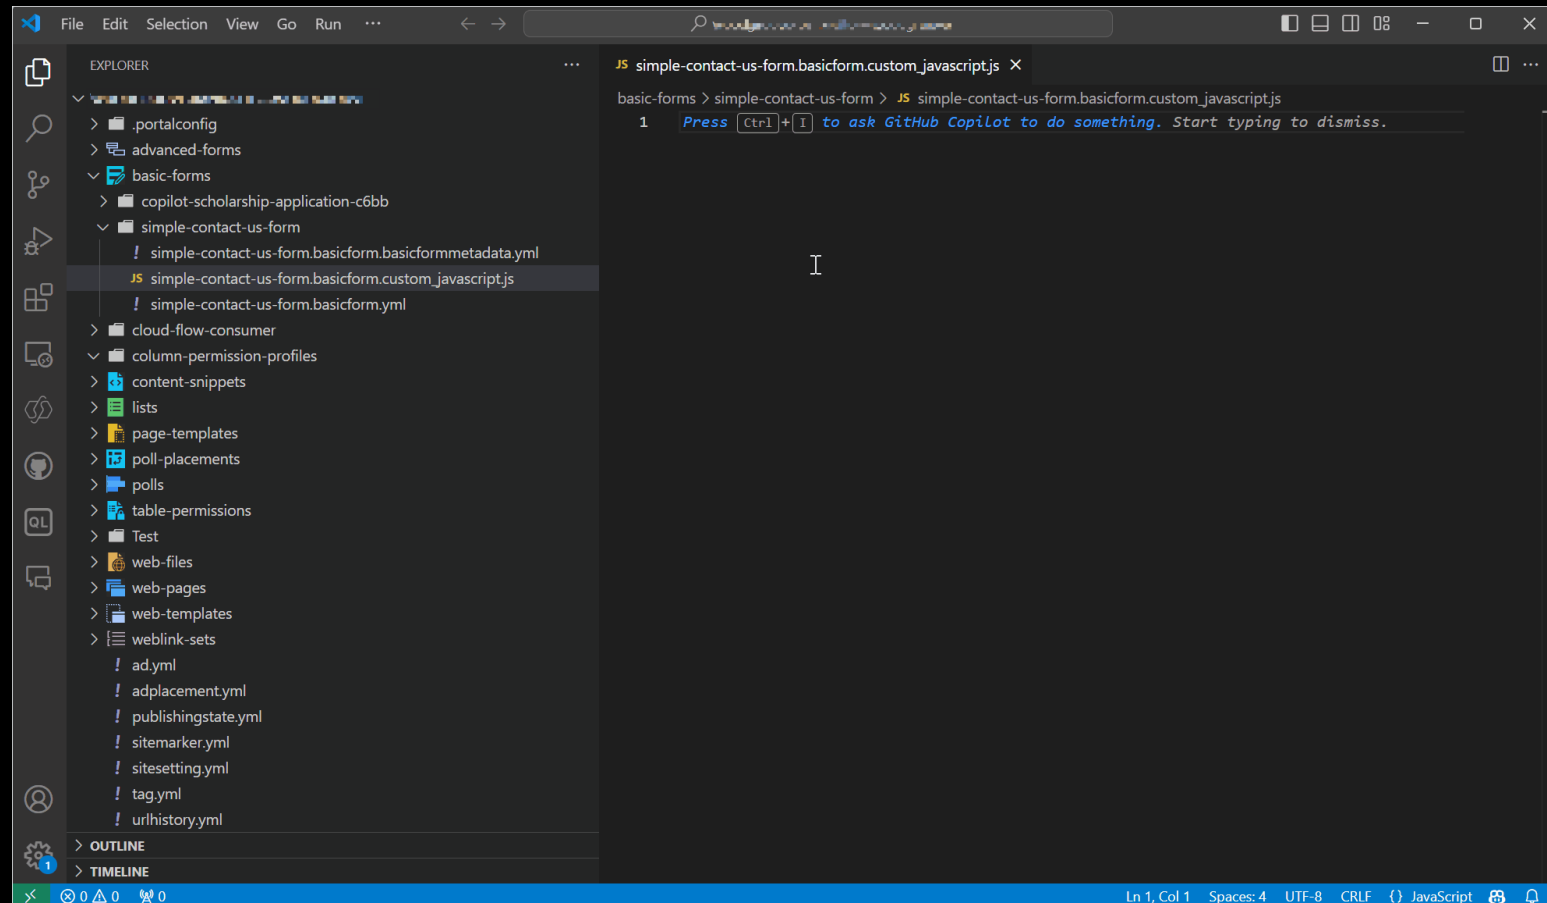 File Edit Selection View Go Run ···
EXPLORER ···
.portalconfig
advanced-forms
basic-forms
copilot-scholarship-application-c6bb
simple-contact-us-form
! simple-contact-us-form.basicform.basicformmetadata.yml
JS simple-contact-us-form.basicform.custom_javascript.js
! simple-contact-us-form.basicform.yml
cloud-flow-consumer
column-permission-profiles
content-snippets
lists
page-templates
poll-placements
polls
table-permissions
Test
web-files
web-pages
web-templates
weblink-sets
! ad.yml
! adplacement.yml
! publishingstate.yml
! sitemarker.yml
! sitesetting.yml
! tag.yml
! urlhistory.yml
OUTLINE
TIMELINE
QL
1
JS simple-contact-us-form.basicform.custom_javascript.js
basic-forms > simple-contact-us-form > JS simple-contact-us-form.basicform.custom_javascript.js
1 Press Ctrl+I to ask GitHub Copilot to do something. Start typing to dismiss.
0 0 0 Ln 1, Col 1 Spaces: 4 UTF-8 CRLF {} JavaScript